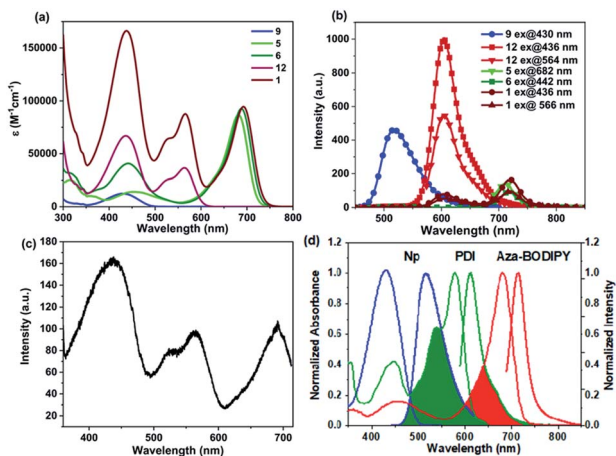 (a)
ε (M⁻¹cm⁻¹)
150000
100000
50000
0
300 400 500 600 700 800
Wavelength (nm)
9
5
6
12
1
(b)
Intensity (a.u.)
1000
800
600
400
200
0
500 600 700 800
Wavelength (nm)
9 ex@430 nm
12 ex@436 nm
12 ex@564 nm
5 ex@682 nm
6 ex@442 nm
1 ex@436 nm
1 ex@ 566 nm
(c)
Intensity (a.u.)
180
160
140
120
100
80
60
40
20
400 500 600 700
Wavelength (nm)
(d)
Np PDI Aza-BODIPY
Normalized Absorbance
1.0
0.8
0.6
0.4
0.2
0.0
400 500 600 700 800
Wavelength (nm)
1.2
1.0
0.8
0.6
0.4
0.2
0.0
Normalized Intensity